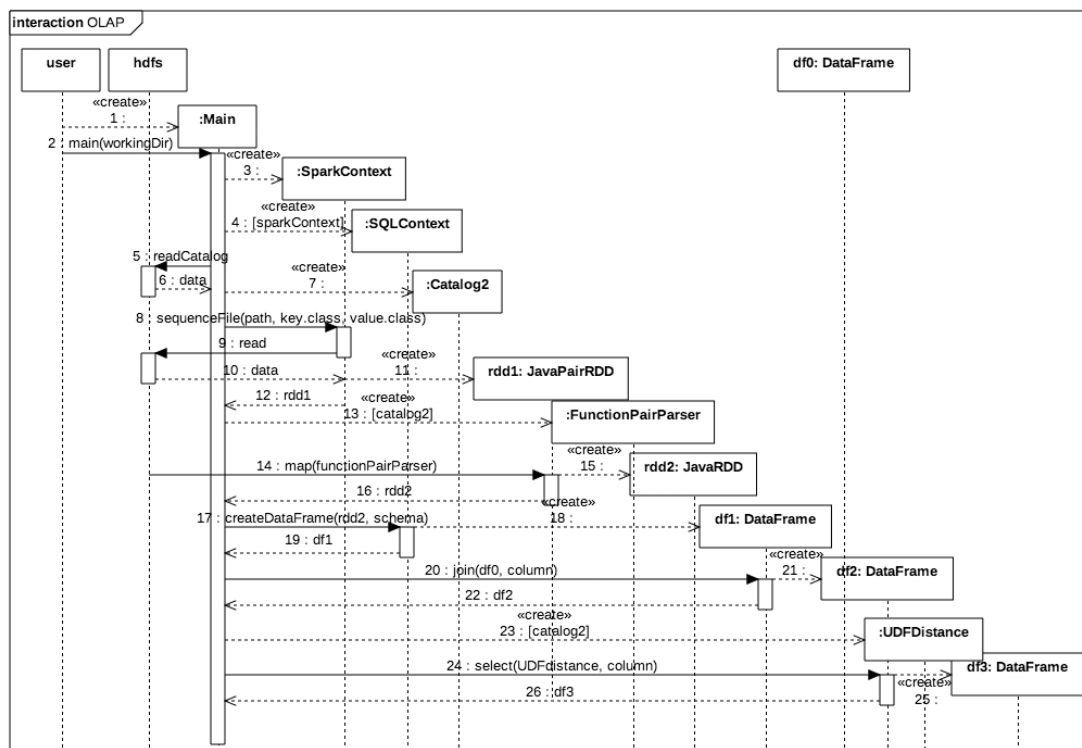 interaction OLAP
user
hdfs
df0: DataFrame
«create»
1 :
:Main
2 : main(workingDir)
«create»
3 :
:SparkContext
«create»
4 : [sparkContext]
:SQLContext
5 : readCatalog
6 : data
«create»
7 :
:Catalog2
8 : sequenceFile(path, key.class, value.class)
9 : read
10 : data
«create»
11 :
rdd1: JavaPairRDD
12 : rdd1
«create»
13 : [catalog2]
:FunctionPairParser
14 : map(functionPairParser)
«create»
15 :
rdd2: JavaRDD
16 : rdd2
«create»
17 : createDataFrame(rdd2, schema)
18 :
df1: DataFrame
19 : df1
20 : join(df0, column)
«create»
21 :
df2: DataFrame
22 : df2
«create»
23 : [catalog2]
:UDFDistance
24 : select(UDFdistance, column)
df3: DataFrame
«create»
25 :
26 : df3